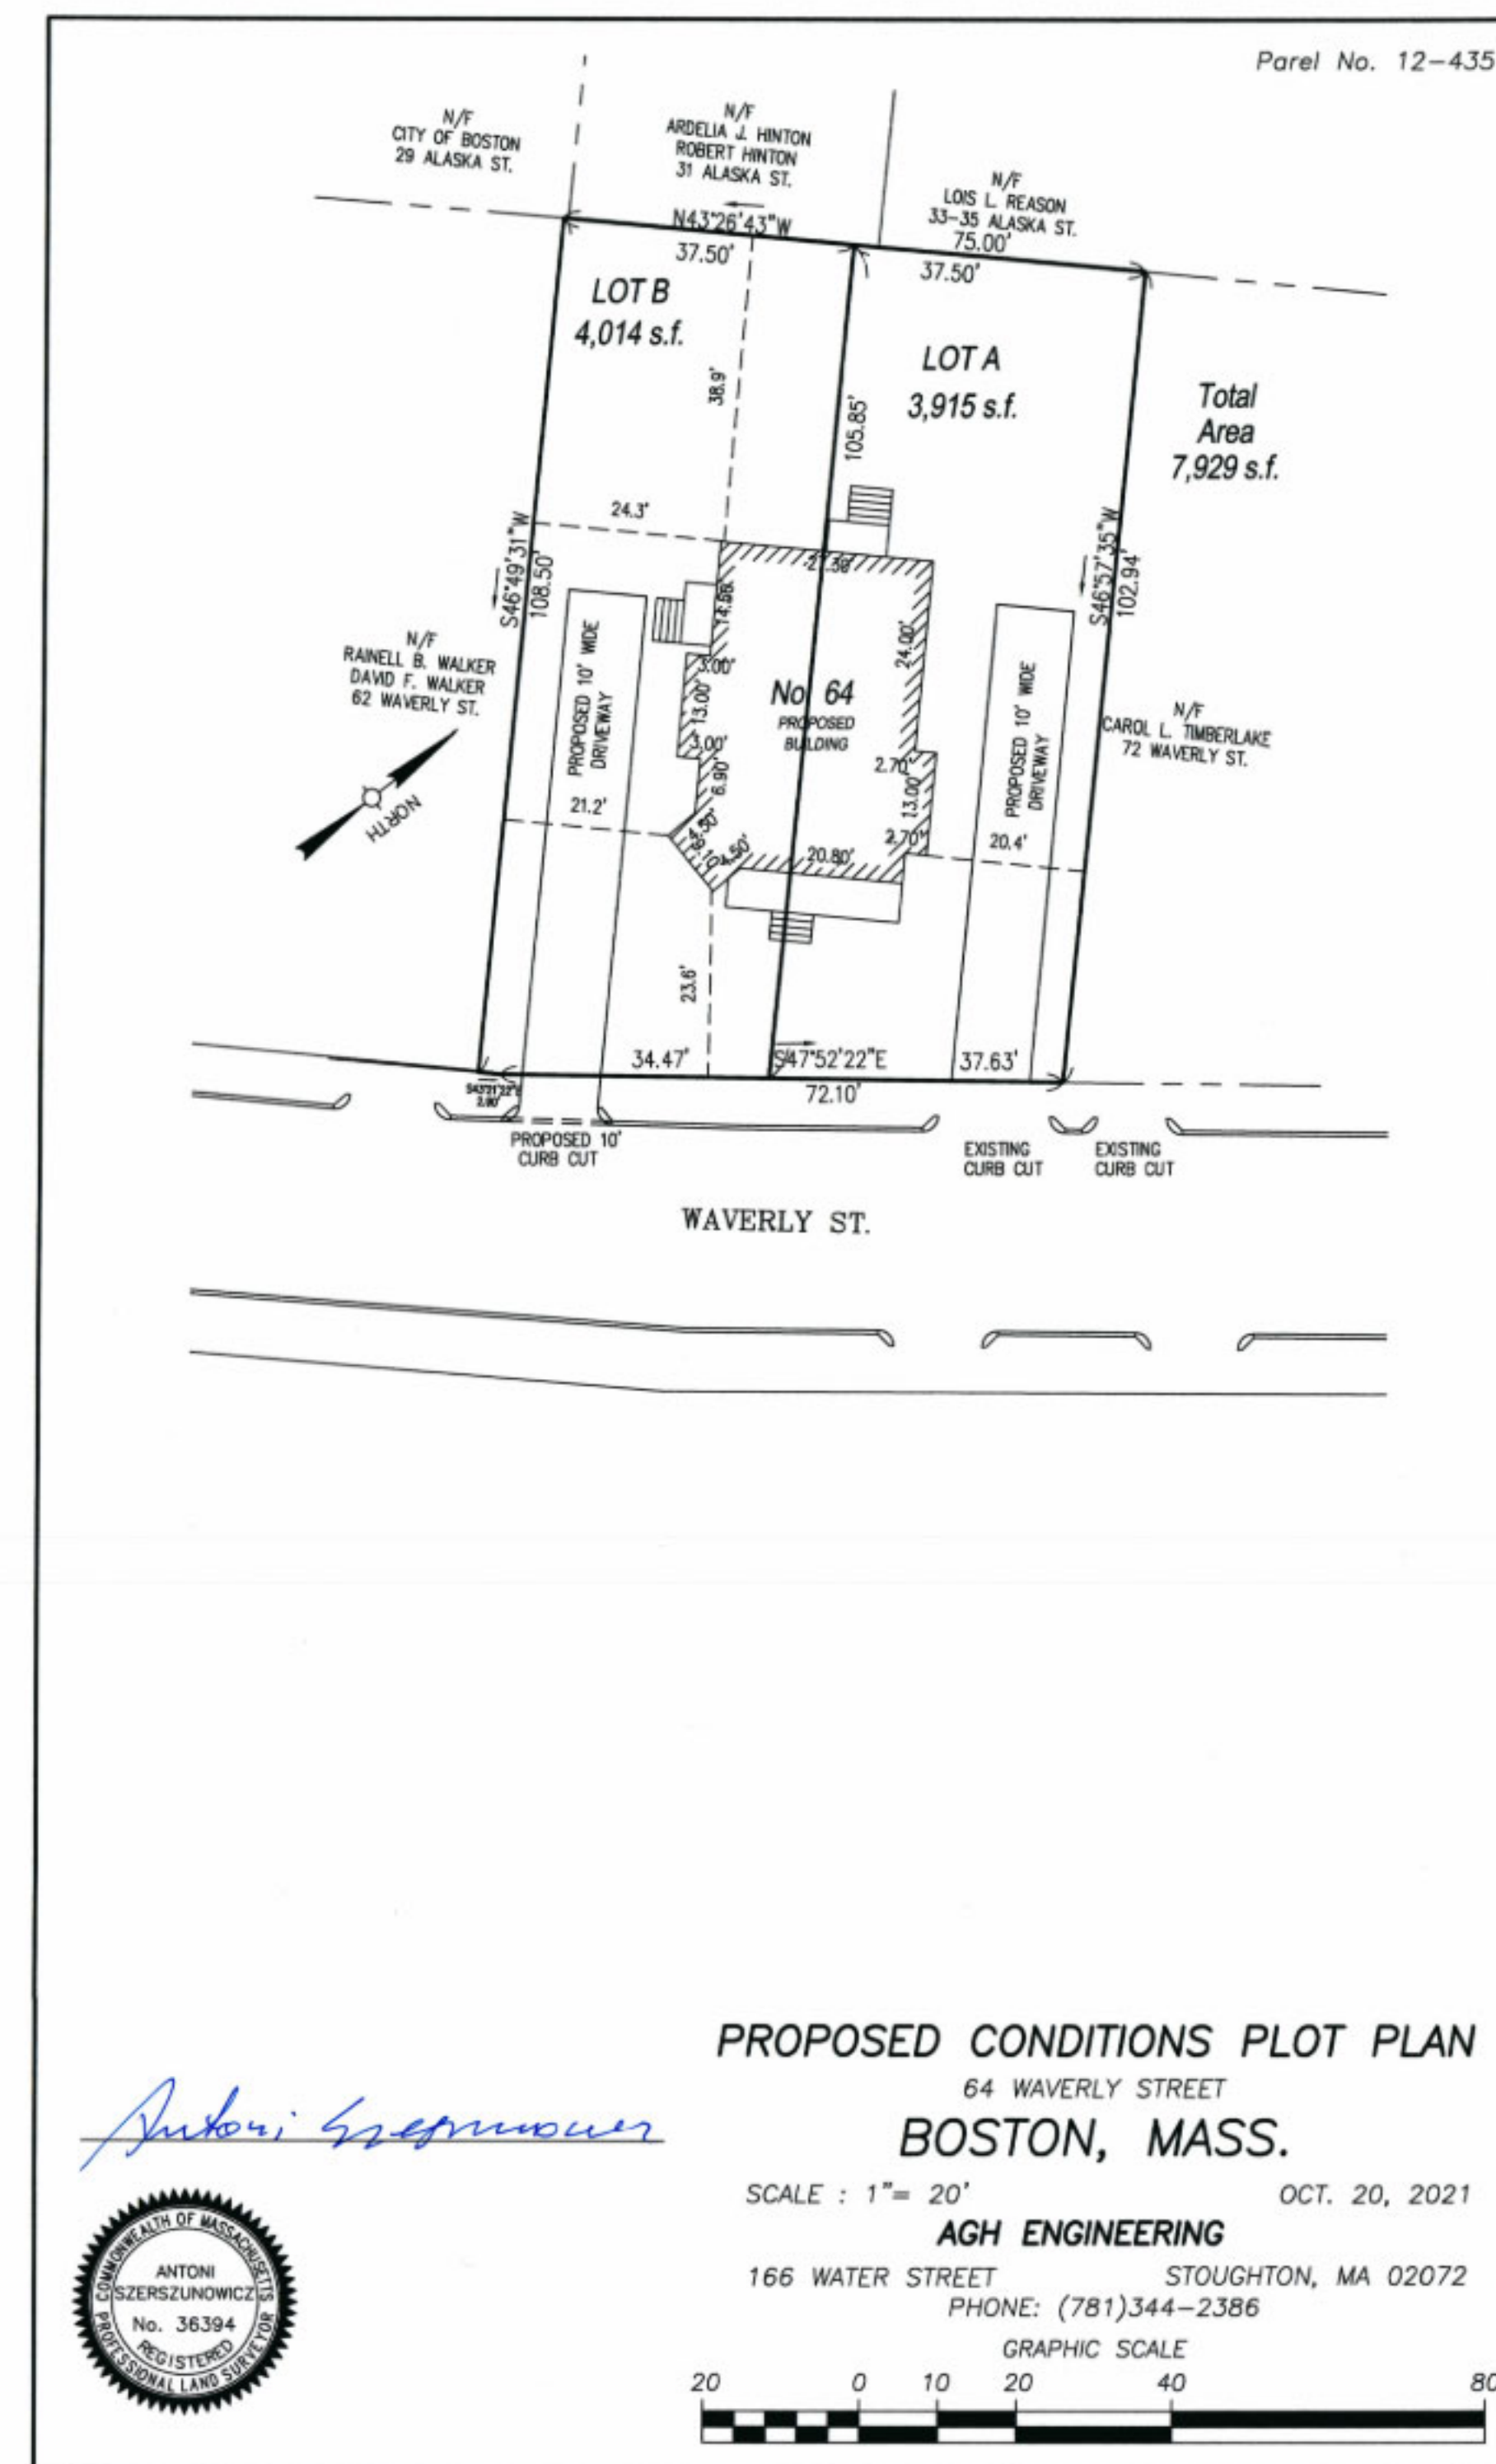 Parel No. 12-435
N/F
CITY OF BOSTON
29 ALASKA ST.
N/F
ARDELIA J. HINTON
ROBERT HINTON
31 ALASKA ST.
N/F
LOIS L. REASON
33-35 ALASKA ST.
75.00'
N43°26'43"W
37.50'
37.50'
LOT B
4,014 s.f.
LOT A
3,915 s.f.
Total
Area
7,929 s.f.
38.9'
105.85'
24.3'
S46°49'31"W
108.50'
S46°57'35"W
102.94'
14.58'
24.00'
3.00'
13.00'
3.00'
6.90'
No. 64
PROPOSED
BUILDING
2.70'
13.00'
2.70'
PROPOSED 10' WIDE
DRIVEWAY
PROPOSED 10' WIDE
DRIVEWAY
N/F
RAINELL B. WALKER
DAVID F. WALKER
62 WAVERLY ST.
N/F
CAROL L. TIMBERLAKE
72 WAVERLY ST.
NORTH
21.2'
4.50'
9.10'
4.50'
20.80'
20.4'
23.6'
34.47'
S47°52'22"E
37.63'
72.10'
PROPOSED 10'
CURB CUT
EXISTING
CURB CUT
EXISTING
CURB CUT
WAVERLY ST.
PROPOSED CONDITIONS PLOT PLAN
64 WAVERLY STREET
BOSTON, MASS.
SCALE : 1"= 20'
OCT. 20, 2021
AGH ENGINEERING
166 WATER STREET
STOUGHTON, MA 02072
PHONE: (781)344-2386
GRAPHIC SCALE
20 0 10 20 40 80
Antoni Szerszunowicz
COMMONWEALTH OF MASSACHUSETTS
ANTONI
SZERSZUNOWICZ
No. 36394
REGISTERED
PROFESSIONAL LAND SURVEYOR